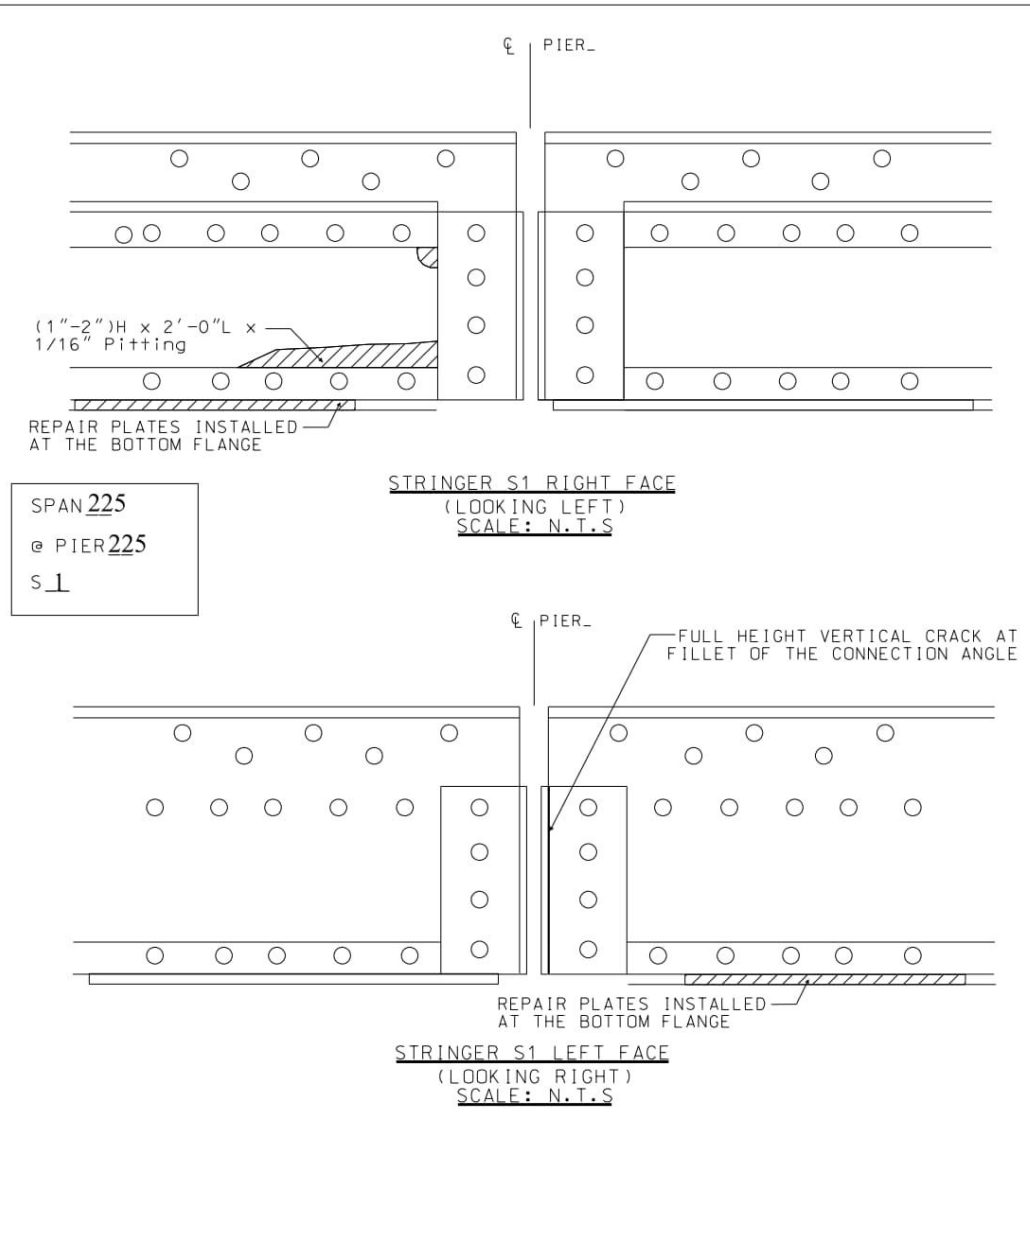 ℄ PIER_
(1"-2")H x 2'-0"L x
1/16" Pitting
REPAIR PLATES INSTALLED
AT THE BOTTOM FLANGE
STRINGER S1 RIGHT FACE
(LOOKING LEFT)
SCALE: N.T.S
SPAN 225
@ PIER 225
S 1
℄ PIER_
FULL HEIGHT VERTICAL CRACK AT
FILLET OF THE CONNECTION ANGLE
REPAIR PLATES INSTALLED
AT THE BOTTOM FLANGE
STRINGER S1 LEFT FACE
(LOOKING RIGHT)
SCALE: N.T.S